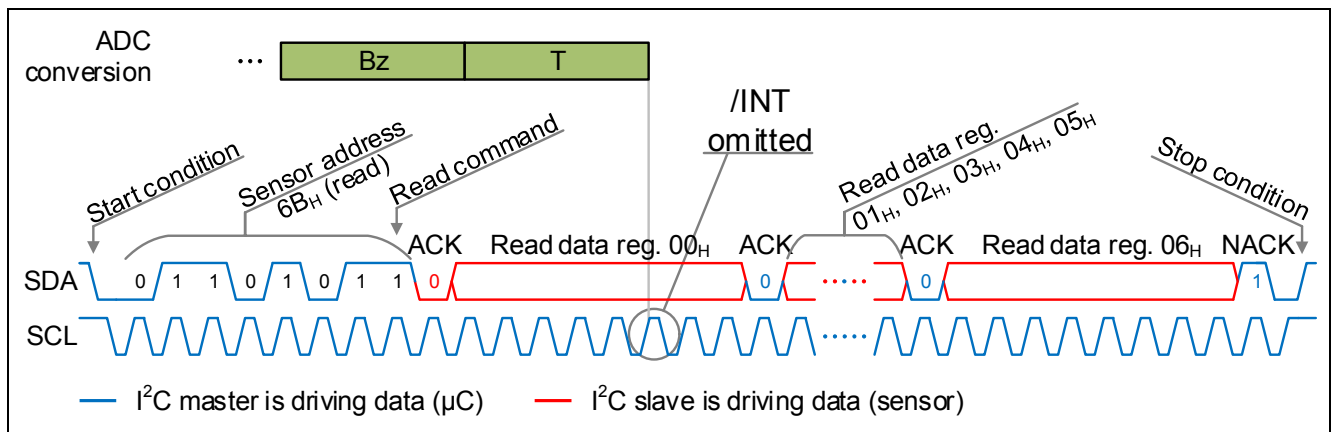 ADC
conversion
... Bz T
/INT
omitted
Start condition
Sensor address
6BH (read)
Read command
Read data reg.
01H, 02H, 03H, 04H, 05H
Stop condition
ACK Read data reg. 00H ACK ACK Read data reg. 06H NACK
SDA 0 1 1 0 1 0 1 1 0 0 ..... 0 1
SCL .....
I2C master is driving data (µC) I2C slave is driving data (sensor)